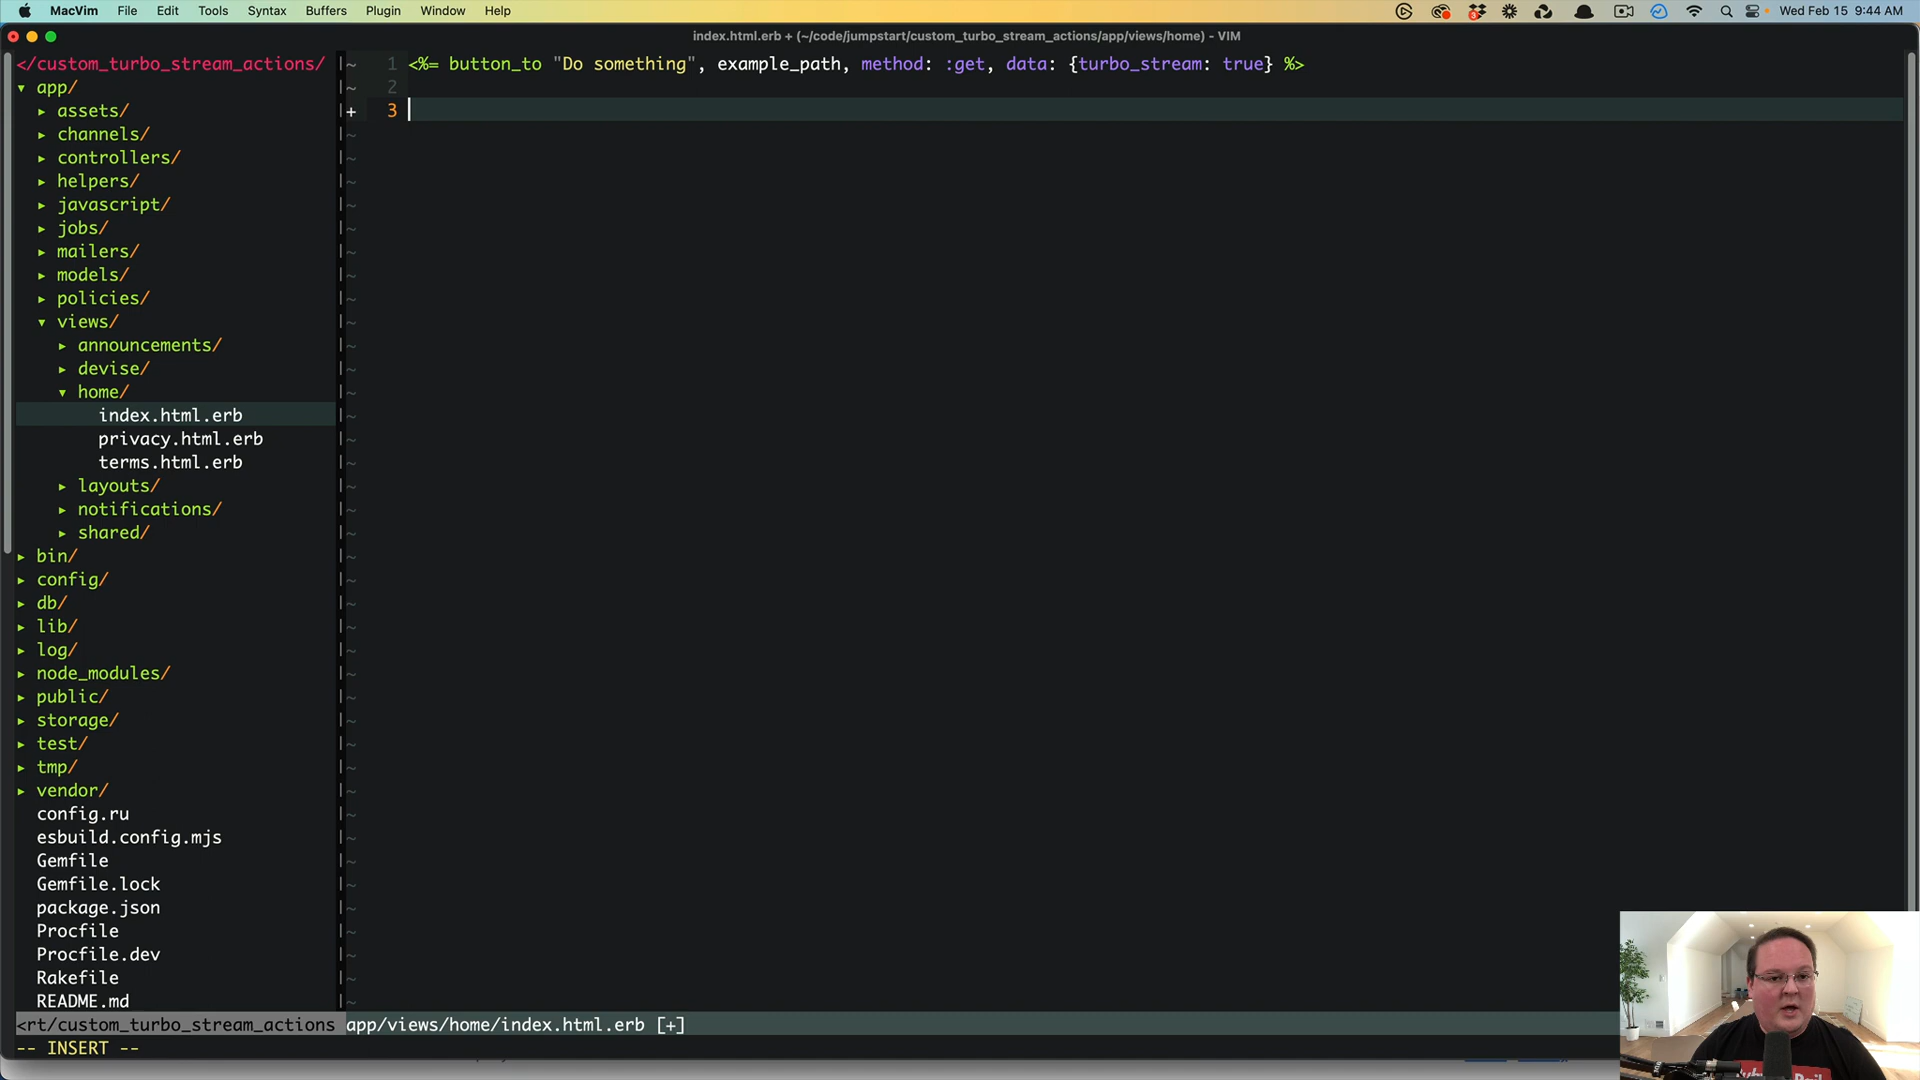 MacVim File Edit Tools Syntax Buffers Plugin Window Help
3
Wed Feb 15 9:44 AM
index.html.erb + (~/code/jumpstart/custom_turbo_stream_actions/app/views/home) - VIM
</custom_turbo_stream_actions/
▾ app/
▸ assets/
▸ channels/
▸ controllers/
▸ helpers/
▸ javascript/
▸ jobs/
▸ mailers/
▸ models/
▸ policies/
▾ views/
▸ announcements/
▸ devise/
▾ home/
index.html.erb
privacy.html.erb
terms.html.erb
▸ layouts/
▸ notifications/
▸ shared/
▸ bin/
▸ config/
▸ db/
▸ lib/
▸ log/
▸ node_modules/
▸ public/
▸ storage/
▸ test/
▸ tmp/
▸ vendor/
config.ru
esbuild.config.mjs
Gemfile
Gemfile.lock
package.json
Procfile
Procfile.dev
Rakefile
README.md
~ 1 <%= button_to "Do something", example_path, method: :get, data: {turbo_stream: true} %>
~ 2
+ 3
<rt/custom_turbo_stream_actions app/views/home/index.html.erb [+]
-- INSERT --